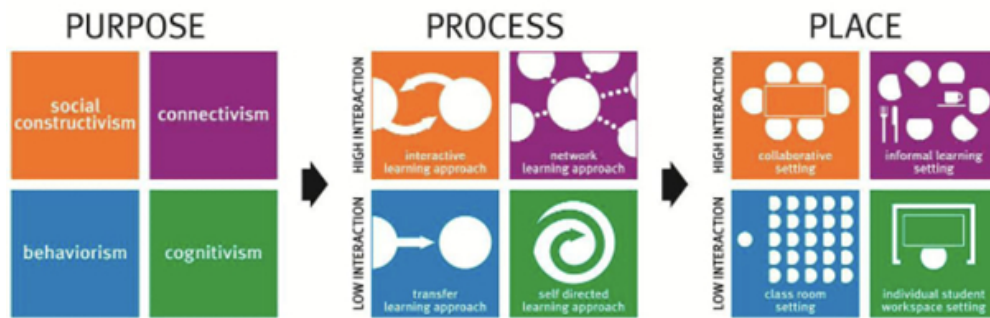 PURPOSE
social
constructivism
connectivism
behaviorism
cognitivism
PROCESS
HIGH INTERACTION
interactive
learning approach
network
learning approach
LOW INTERACTION
transfer
learning approach
self directed
learning approach
PLACE
HIGH INTERACTION
collaborative
setting
informal learning
setting
LOW INTERACTION
class room
setting
individual student
workspace setting